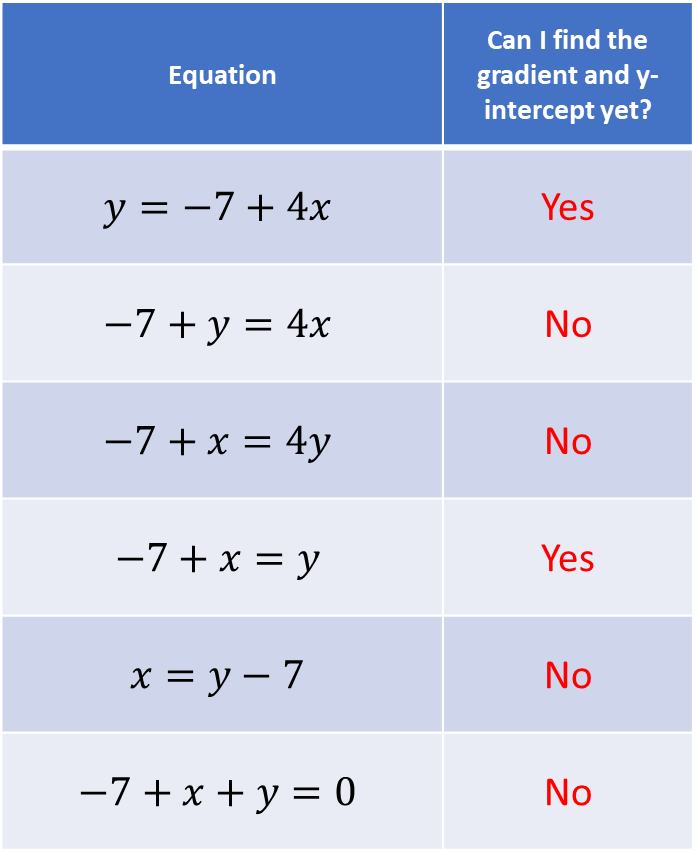 Equation
Can I find the
gradient and y-
intercept yet?
y = −7 + 4x
Yes
−7 + y = 4x
No
−7 + x = 4y
No
−7 + x = y
Yes
x = y − 7
No
−7 + x + y = 0
No